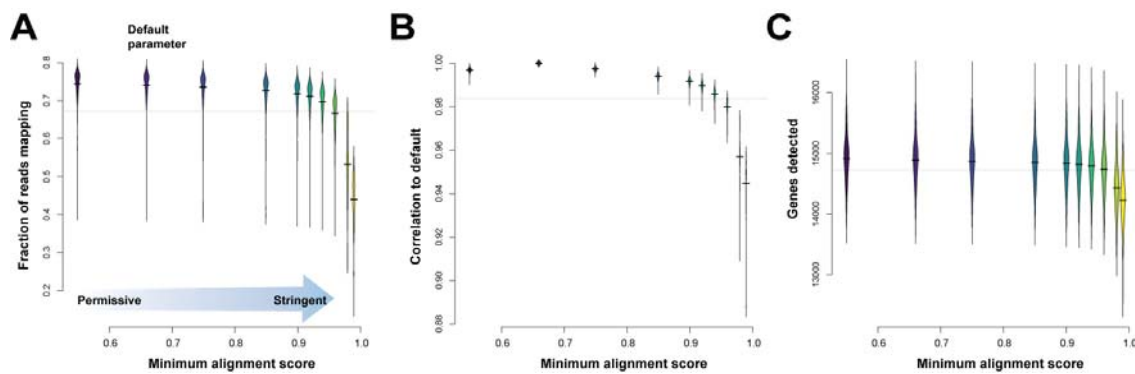 A
Default
parameter
Fraction of reads mapping
0.8
0.7
0.6
0.5
0.4
0.3
0.2
Permissive
Stringent
0.6
0.7
0.8
0.9
1.0
Minimum alignment score
B
Correlation to default
1.00
0.98
0.96
0.94
0.92
0.90
0.88
0.6
0.7
0.8
0.9
1.0
Minimum alignment score
C
Genes detected
16000
15000
14000
13000
0.6
0.7
0.8
0.9
1.0
Minimum alignment score